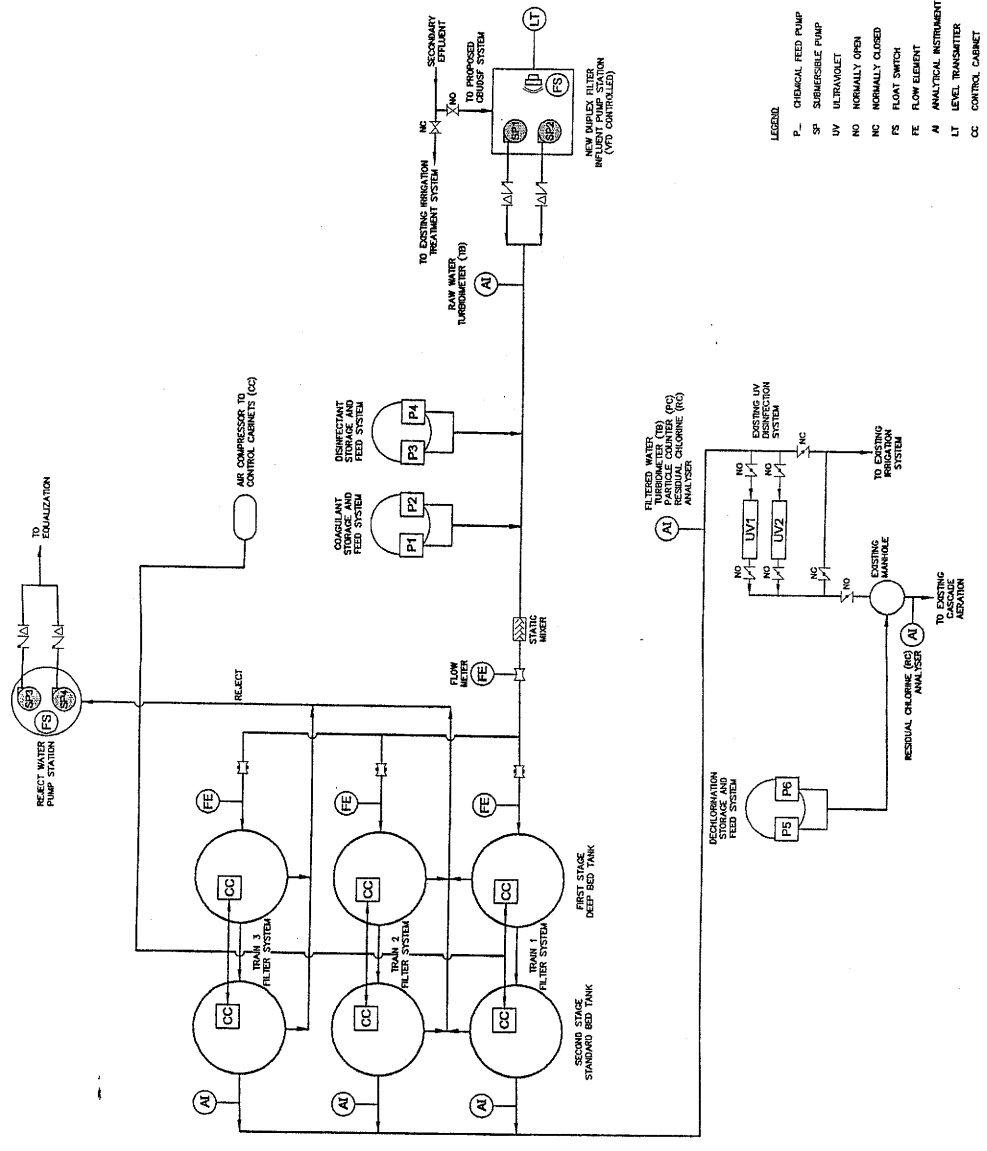 REJECT WATER
PUMP STATION
SP3
SP4
FS
TO
EQUALIZATION
REJECT
AIR COMPRESSOR TO
CONTROL CABINETS (CC)
COAGULANT
STORAGE AND
FEED SYSTEM
P1
P2
DISINFECTANT
STORAGE AND
FEED SYSTEM
P3
P4
TO EXISTING IRRIGATION
TREATMENT SYSTEM
NC
SECONDARY
EFFLUENT
NO
TO PROPOSED
CBUDSF SYSTEM
LT
FS
SP1
SP2
NEW DUPLEX FILTER
INFLUENT PUMP STATION
(VFD CONTROLLED)
RAW WATER
TURBIDIMETER (TB)
AI
STATIC
MIXER
FLOW
METER
FE
FE
FE
FE
CC
CC
TRAIN 3
FILTER SYSTEM
CC
CC
TRAIN 2
FILTER SYSTEM
CC
CC
TRAIN 1
FILTER SYSTEM
FIRST STAGE
DEEP BED TANK
SECOND STAGE
STANDARD BED TANK
AI
AI
AI
FILTERED WATER
TURBIDIMETER (TB)
PARTICLE COUNTER (PC)
RESIDUAL CHLORINE (RC)
ANALYSER
AI
EXISTING UV
DISINFECTION
SYSTEM
NO
UV1
NO
NO
UV2
NO
NC
NC
NO
TO EXISTING
IRRIGATION
SYSTEM
EXISTING
MANHOLE
TO EXISTING
CASCADE
AERATION
AI
RESIDUAL CHLORINE (RC)
ANALYSER
DECHLORINATION
STORAGE AND
FEED SYSTEM
P5
P6
LEGEND
P_ CHEMICAL FEED PUMP
SP SUBMERSIBLE PUMP
UV ULTRAVIOLET
NO NORMALLY OPEN
NC NORMALLY CLOSED
FS FLOAT SWITCH
FE FLOW ELEMENT
AI ANALYTICAL INSTRUMENT
LT LEVEL TRANSMITTER
CC CONTROL CABINET